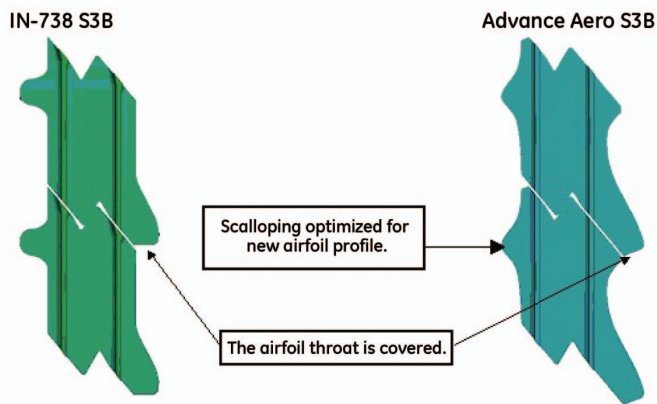 IN-738 S3B
Advance Aero S3B
Scalloping optimized for
new airfoil profile.
The airfoil throat is covered.